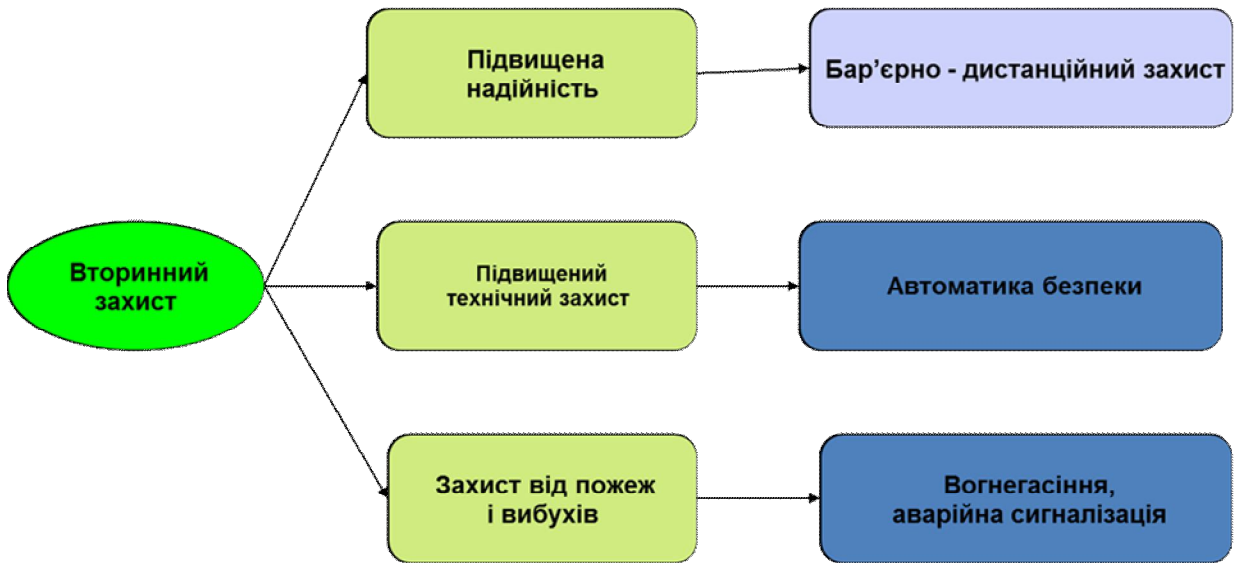 Підвищена
надійність
Бар’єрно - дистанційний захист
Вторинний
захист
Підвищений
технічний захист
Автоматика безпеки
Захист від пожеж
і вибухів
Вогнегасіння,
аварійна сигналізація